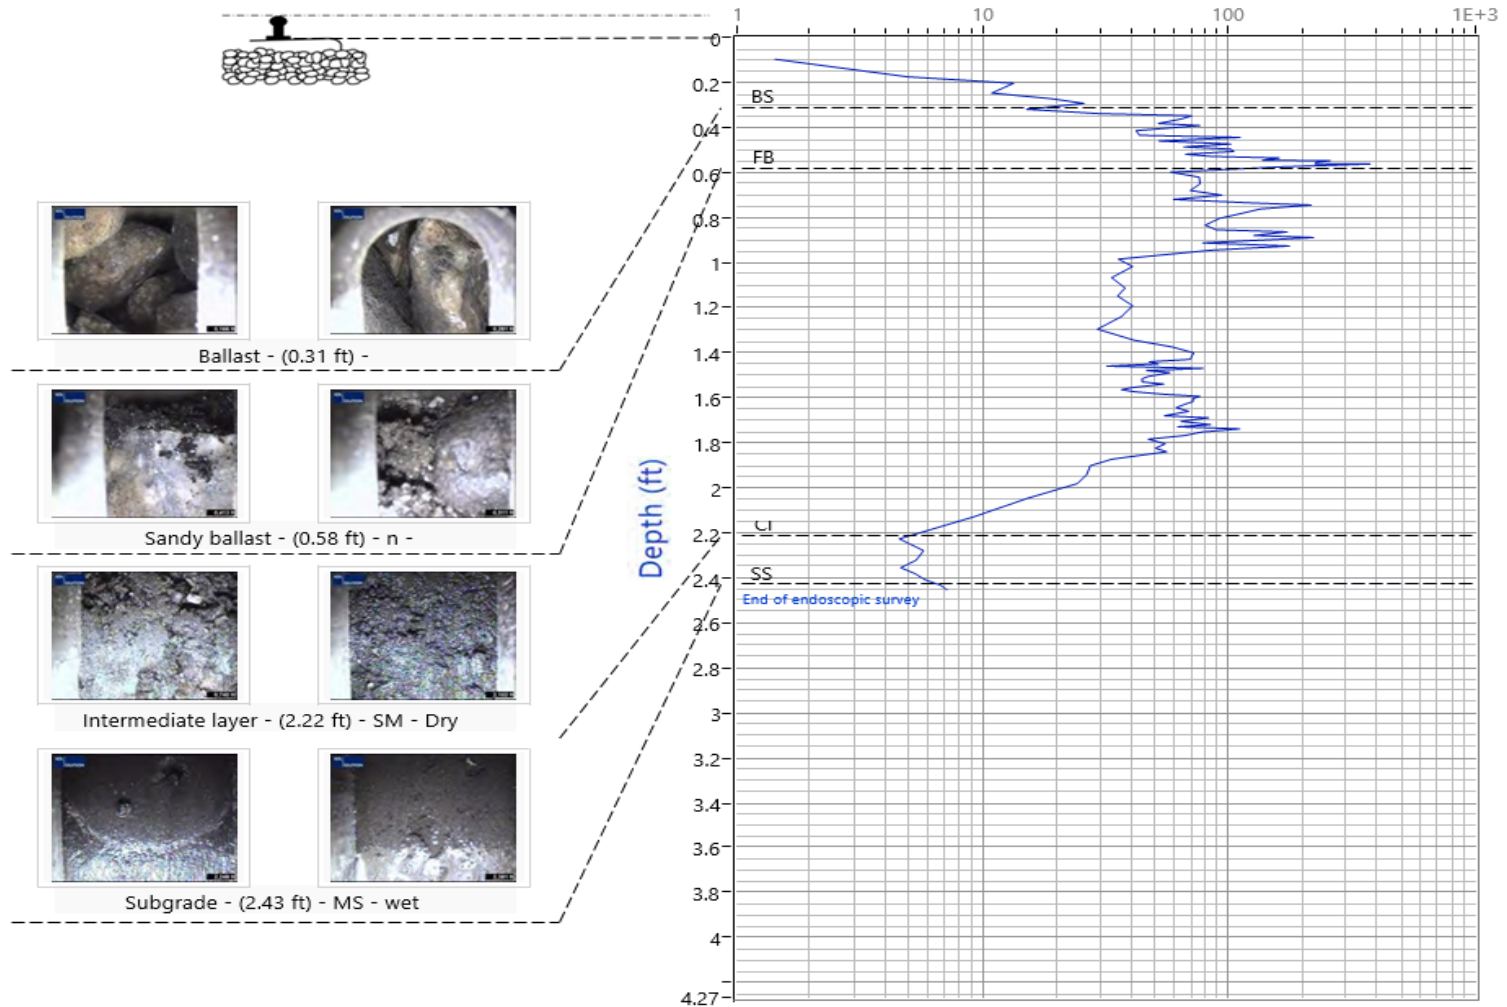 1 10 100 1E+3
0
0.2
BS
0.4
FB
0.6
0.8
1
1.2
1.4
1.6
1.8
2
CI
2.2
SS
2.4
End of endoscopic survey
2.6
2.8
3
3.2
3.4
3.6
3.8
4
4.27
Depth (ft)
Ballast - (0.31 ft) -
Sandy ballast - (0.58 ft) - n -
Intermediate layer - (2.22 ft) - SM - Dry
Subgrade - (2.43 ft) - MS - wet